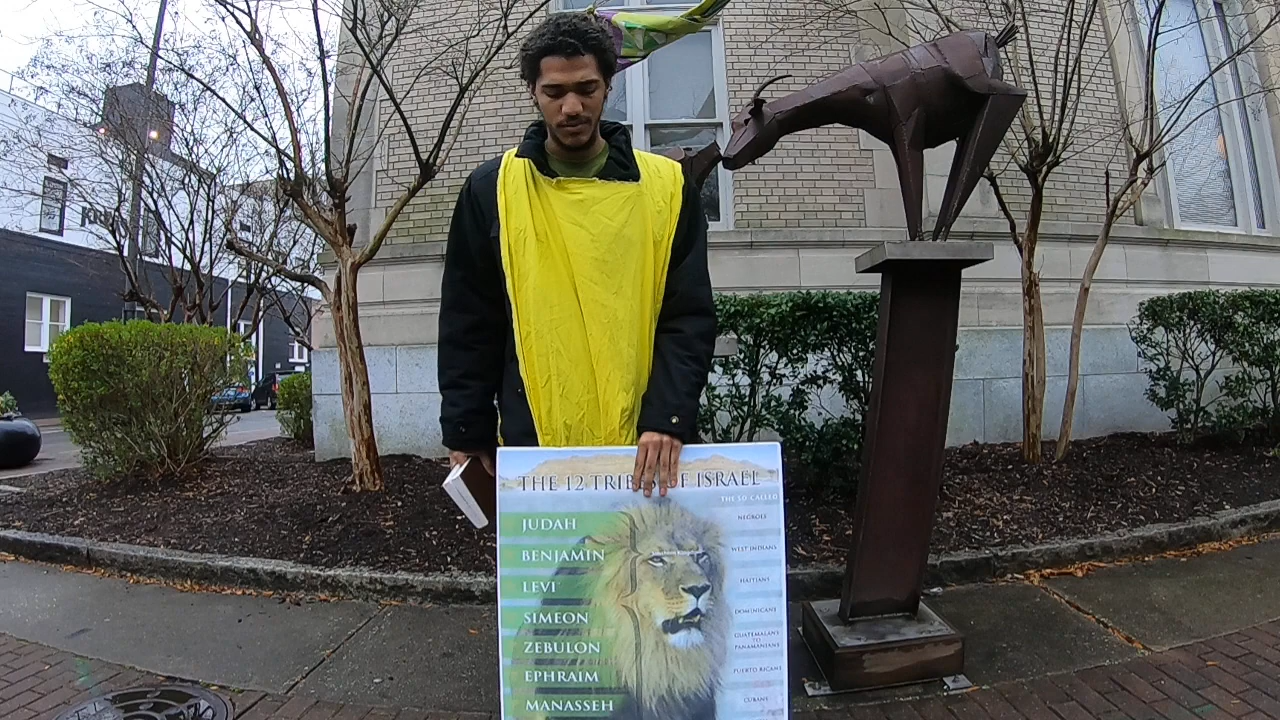 THE 12 TRIBES OF ISRAEL
THE SO CALLED
JUDAH NEGROES
BENJAMIN WEST INDIANS
LEVI HAITIANS
SIMEON DOMINICANS
ZEBULON GUATEMALANS TO PANAMANIANS
EPHRAIM PUERTO RICANS
MANASSEH CUBANS